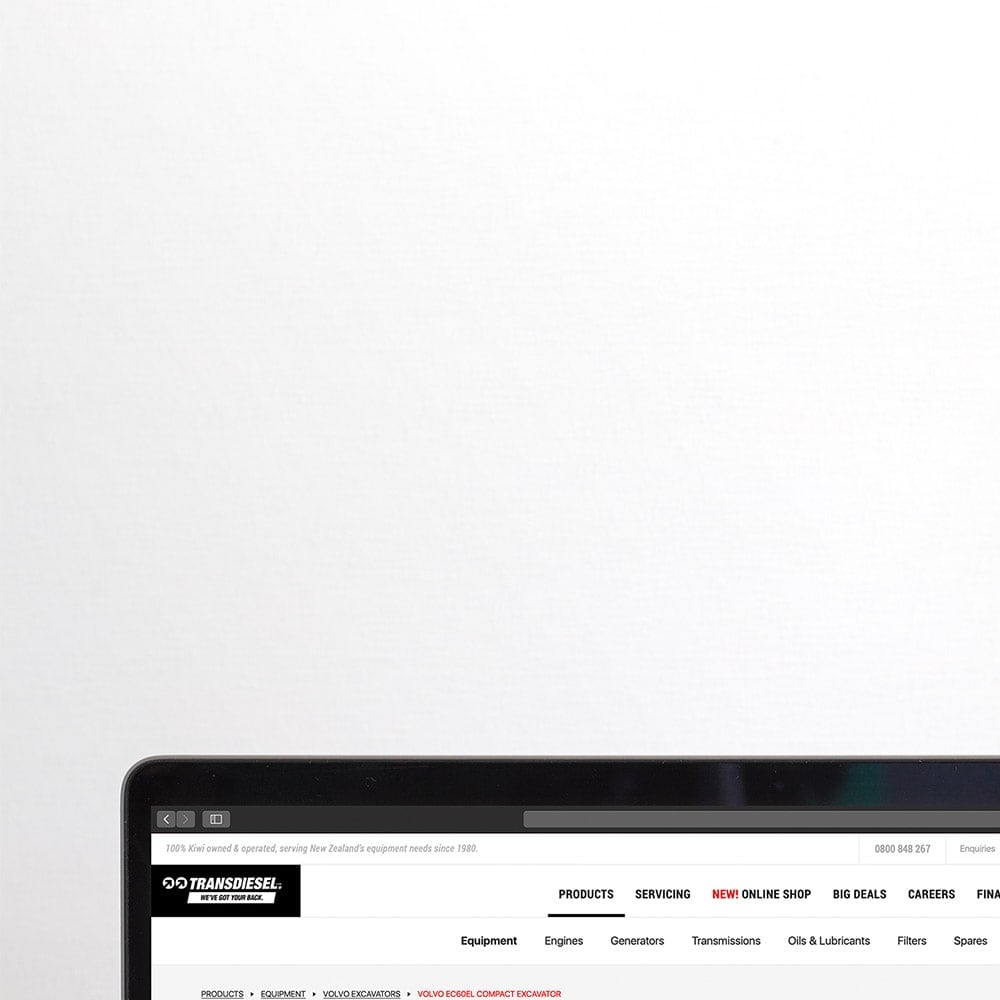 100% Kiwi owned & operated, serving New Zealand's equipment needs since 1980.
0800 848 267
Enquiries
TRANSDIESEL
WE'VE GOT YOUR BACK.
PRODUCTS SERVICING NEW! ONLINE SHOP BIG DEALS CAREERS FINA
Equipment Engines Generators Transmissions Oils & Lubricants Filters Spares
PRODUCTS EQUIPMENT VOLVO EXCAVATORS VOLVO EC60EL COMPACT EXCAVATOR